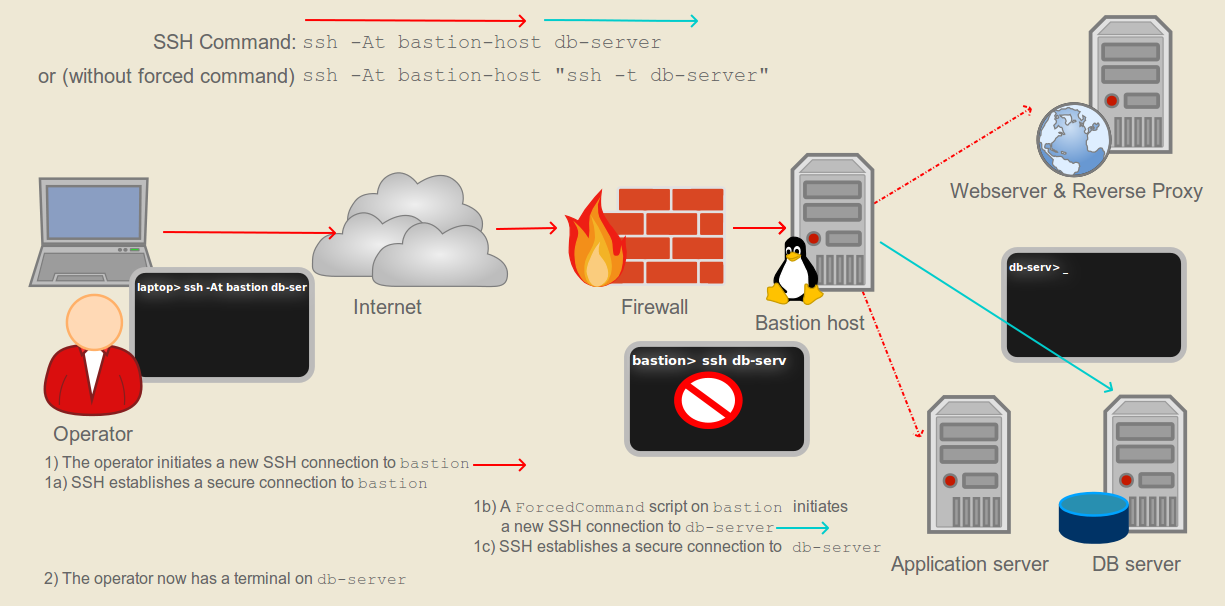 SSH Command: ssh -At bastion-host db-server
or (without forced command) ssh -At bastion-host "ssh -t db-server"
Webserver & Reverse Proxy
laptop> ssh -At bastion db-ser
db-serv> _
Internet
Firewall
Bastion host
bastion> ssh db-serv
Operator
1) The operator initiates a new SSH connection to bastion
1a) SSH establishes a secure connection to bastion
1b) A ForcedCommand script on bastion initiates
a new SSH connection to db-server
1c) SSH establishes a secure connection to db-server
Application server
DB server
2) The operator now has a terminal on db-server